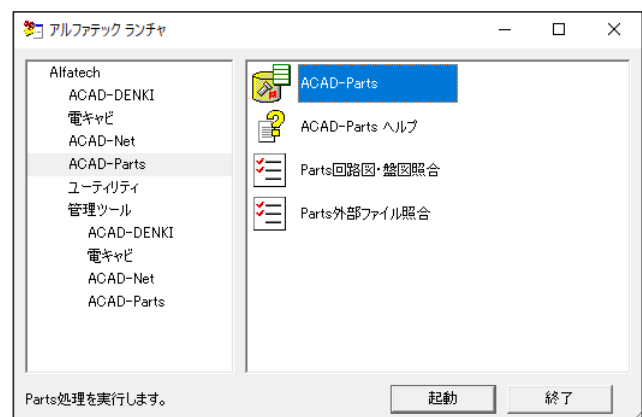 アルファテック ランチャ
Alfatech
ACAD-DENKI
電キャビ
ACAD-Net
ACAD-Parts
ユーティリティ
管理ツール
ACAD-DENKI
電キャビ
ACAD-Net
ACAD-Parts
ACAD-Parts
ACAD-Parts ヘルプ
Parts回路図・盤図照合
Parts外部ファイル照合
Parts処理を実行します。
起動
終了